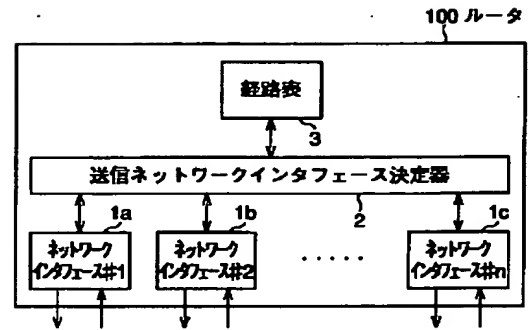 100 ルータ
経路表
3
送信ネットワークインタフェース決定器
2
1a
1b
1c
ネットワーク
インタフェース#1
ネットワーク
インタフェース#2
・・・・・
ネットワーク
インタフェース#n